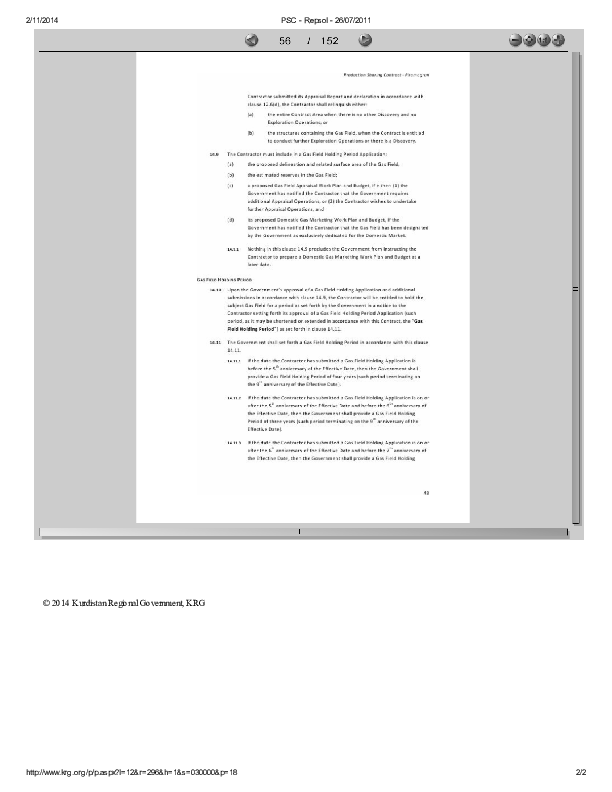 2/11/2014
PSC - Repsol - 26/07/2011
56 / 152
Production Sharing Contract - Piramagrun
Contractor submitted its Appraisal Report and declaration in accordance with
clause 12.6(d), the Contractor shall relinquish either:
(a) the entire Contract Area when there is no other Discovery and no
Exploration Operations; or
(b) the structures containing the Gas Field, when the Contractor is entitled
to conduct further Exploration Operations or there is a Discovery.
14.9 The Contractor must include in a Gas Field Holding Period Application:
(a) the proposed delineation and related surface area of the Gas Field;
(b) the estimated reserves in the Gas Field;
(c) a proposed Gas Field Appraisal Work Plan and Budget, if either (1) the
Government has notified the Contractor that the Government requires
additional Appraisal Operations, or (2) the Contractor wishes to undertake
further Appraisal Operations; and
(d) its proposed Domestic Gas Marketing Work Plan and Budget, if the
Government has notified the Contractor that the Gas Field has been designated
by the Government as exclusively dedicated for the Domestic Market.
14.9.1 Nothing in this clause 14.9 precludes the Government from instructing the
Contractor to prepare a Domestic Gas Marketing Work Plan and Budget at a
later date.
GAS FIELD HOLDING PERIOD
14.10 Upon the Government's approval of a Gas Field Holding Application and additional
submissions in accordance with clause 14.9, the Contractor will be entitled to hold the
subject Gas Field for a period as set forth by the Government in a notice to the
Contractor setting forth its approval of a Gas Field Holding Period Application (such
period, as it may be shortened or extended in accordance with this Contract, the "Gas
Field Holding Period") as set forth in clause 14.11.
14.11 The Government shall set forth a Gas Field Holding Period in accordance with this clause
14.11.
14.11.1 If the date the Contractor has submitted a Gas Field Holding Application is
before the 5th anniversary of the Effective Date, then the Government shall
provide a Gas Field Holding Period of four years (such period terminating on
the 9th anniversary of the Effective Date).
14.11.2 If the date the Contractor has submitted a Gas Field Holding Application is on or
after the 5th anniversary of the Effective Date and before the 6th anniversary of
the Effective Date, then the Government shall provide a Gas Field Holding
Period of three years (such period terminating on the 9th anniversary of the
Effective Date).
14.11.3 If the date the Contractor has submitted a Gas Field Holding Application is on or
after the 6th anniversary of the Effective Date and before the 7th anniversary of
the Effective Date, then the Government shall provide a Gas Field Holding
49
© 2014 Kurdistan Regional Government, KRG
http://www.krg.org/p/p.aspx?l=12&r=296&h=1&s=030000&p=18
2/2